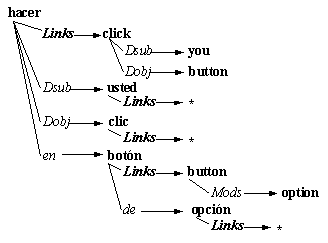 hacer
Links click
Dsub you
Dobj button
Dsub usted
Links *
Dobj clic
Links *
en botón
Links button
Mods option
de opción
Links *